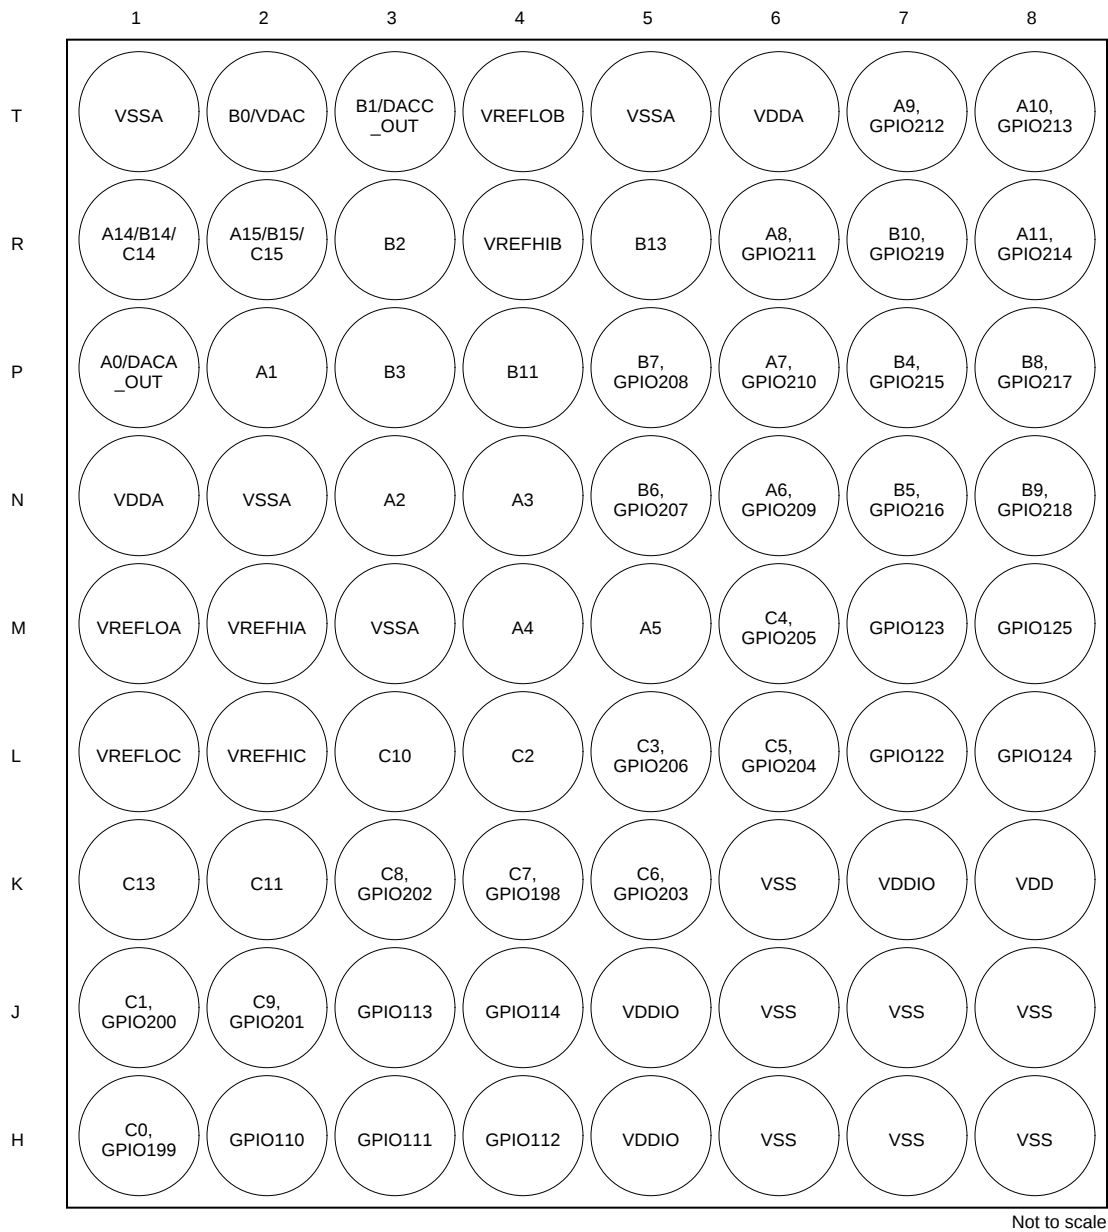 1 2 3 4 5 6 7 8
T VSSA B0/VDAC B1/DACC _OUT VREFLOB VSSA VDDA A9, GPIO212 A10, GPIO213
R A14/B14/ C14 A15/B15/ C15 B2 VREFHIB B13 A8, GPIO211 B10, GPIO219 A11, GPIO214
P A0/DACA _OUT A1 B3 B11 B7, GPIO208 A7, GPIO210 B4, GPIO215 B8, GPIO217
N VDDA VSSA A2 A3 B6, GPIO207 A6, GPIO209 B5, GPIO216 B9, GPIO218
M VREFLOA VREFHIA VSSA A4 A5 C4, GPIO205 GPIO123 GPIO125
L VREFLOC VREFHIC C10 C2 C3, GPIO206 C5, GPIO204 GPIO122 GPIO124
K C13 C11 C8, GPIO202 C7, GPIO198 C6, GPIO203 VSS VDDIO VDD
J C1, GPIO200 C9, GPIO201 GPIO113 GPIO114 VDDIO VSS VSS VSS
H C0, GPIO199 GPIO110 GPIO111 GPIO112 VDDIO VSS VSS VSS
Not to scale